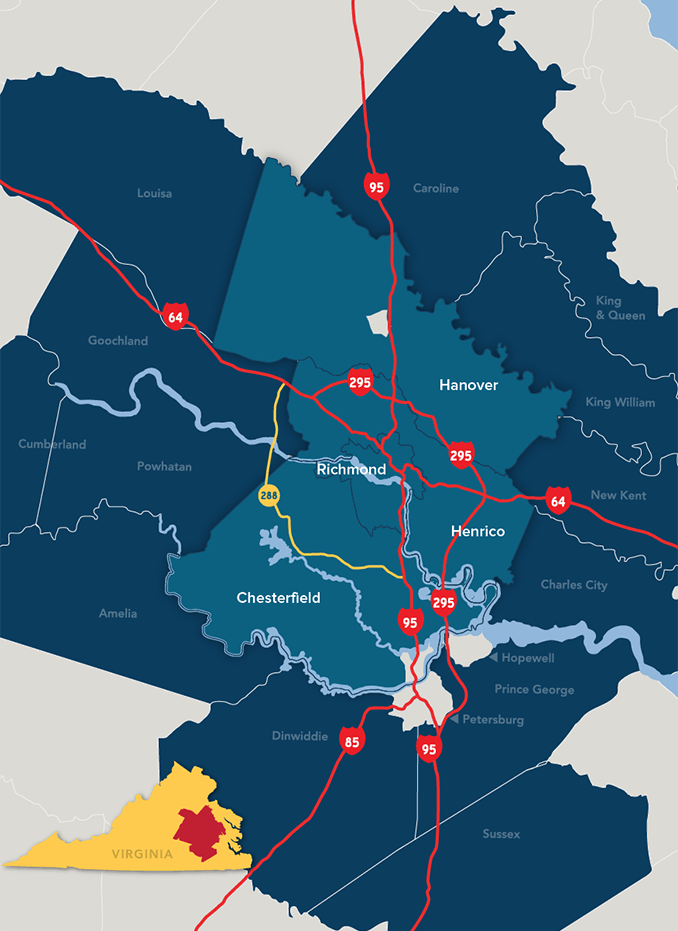 95
Louisa
Caroline
King
& Queen
64
Goochland
295
Hanover
King William
Cumberland
295
Powhatan
Richmond
288
64
New Kent
Henrico
Charles City
Chesterfield
295
Amelia
95
Hopewell
Prince George
Petersburg
Dinwiddie
85
95
Sussex
VIRGINIA